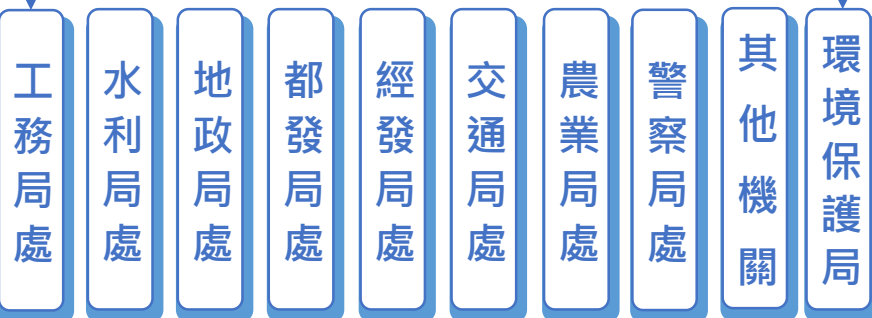 工務局處
水利局處
地政局處
都發局處
經發局處
交通局處
農業局處
警察局處
其他機關
環境保護局